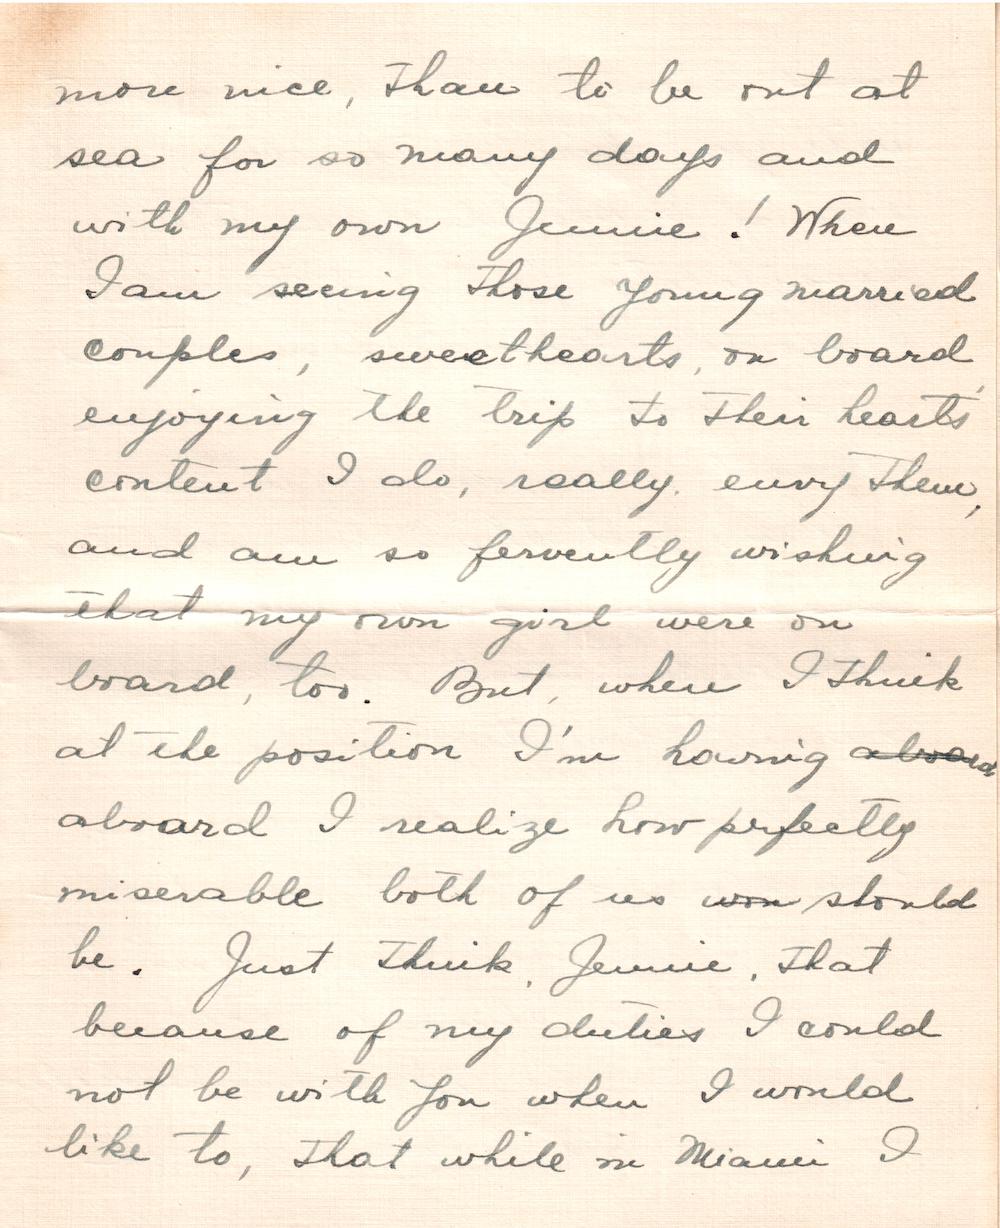 more nice, than to be out at
sea for so many days and
with my own Jennie! When
I am seeing those young married
couples, sweethearts, on board
enjoying the trip to their hearts'
content I do, really, envy them,
and am so fervently wishing
that my own girl were on
board, too. But, when I think
at the position I'm having aboard
aboard I realize how perfectly
miserable both of us wou should
be. Just think, Jennie, that
because of my duties I could
not be with you when I would
like to, that while in Miami I